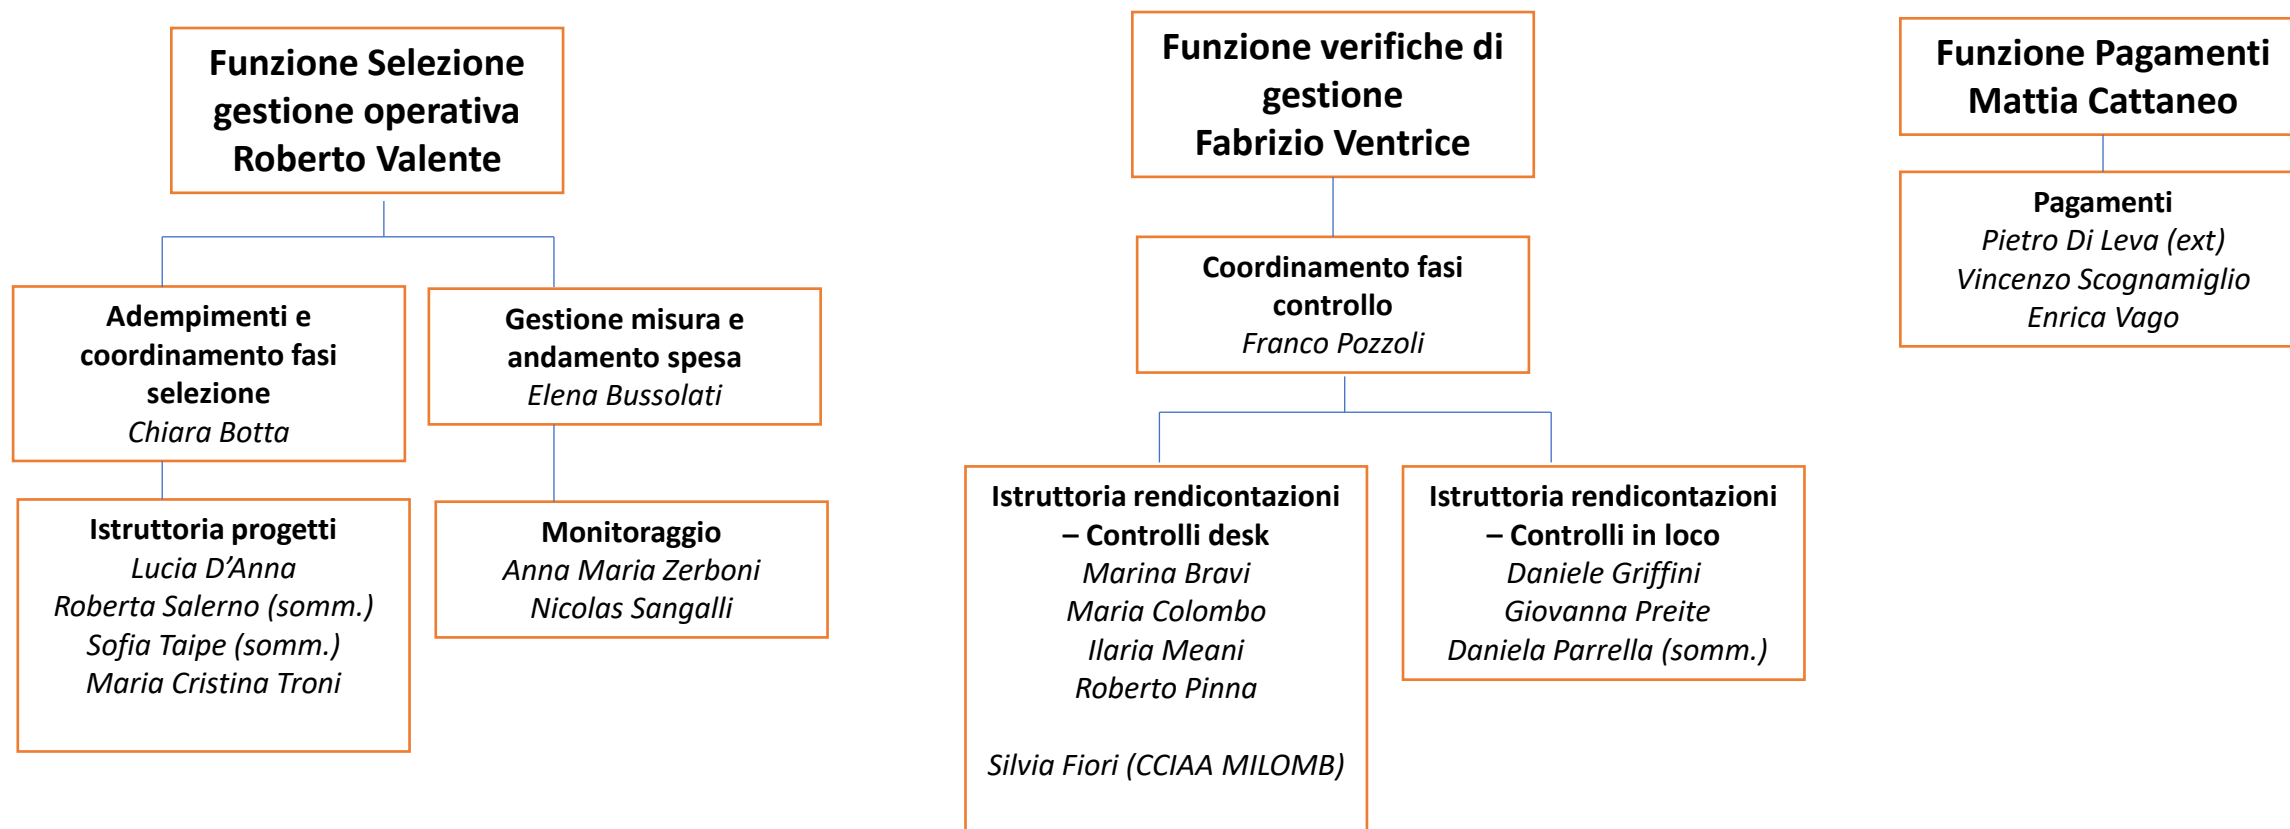 Funzione Selezione
gestione operativa
Roberto Valente
Adempimenti e
coordinamento fasi
selezione
Chiara Botta
Gestione misura e
andamento spesa
Elena Bussolati
Istruttoria progetti
Lucia D’Anna
Roberta Salerno (somm.)
Sofia Taipe (somm.)
Maria Cristina Troni
Monitoraggio
Anna Maria Zerboni
Nicolas Sangalli
Funzione verifiche di
gestione
Fabrizio Ventrice
Coordinamento fasi
controllo
Franco Pozzoli
Istruttoria rendicontazioni
– Controlli desk
Marina Bravi
Maria Colombo
Ilaria Meani
Roberto Pinna
Silvia Fiori (CCIAA MILOMB)
Istruttoria rendicontazioni
– Controlli in loco
Daniele Griffini
Giovanna Preite
Daniela Parrella (somm.)
Funzione Pagamenti
Mattia Cattaneo
Pagamenti
Pietro Di Leva (ext)
Vincenzo Scognamiglio
Enrica Vago